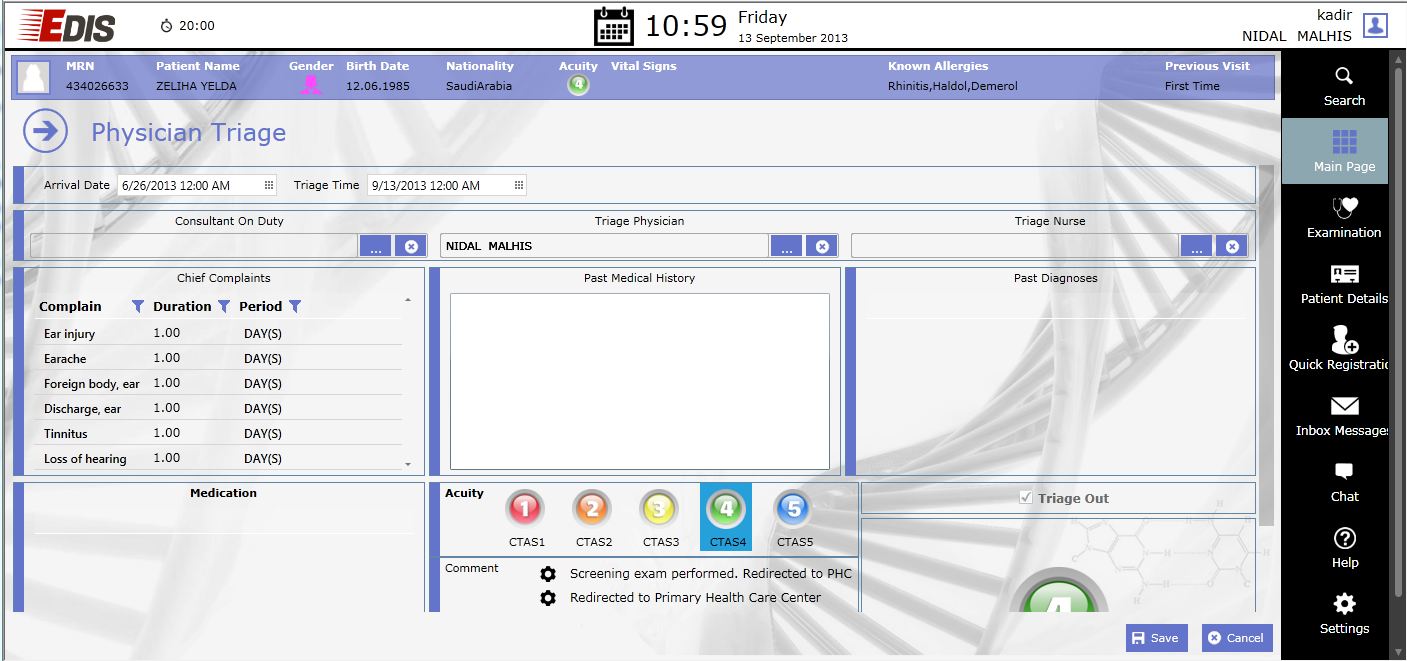 EDIS
20:00
10:59
Friday
13 September 2013
kadir
NIDAL MALHIS
MRN Patient Name Gender Birth Date Nationality Acuity Vital Signs Known Allergies Previous Visit
434026633 ZELIHA YELDA 12.06.1985 SaudiArabia 4 Rhinitis,Haldol,Demerol First Time
Physician Triage
Arrival Date 6/26/2013 12:00 AM Triage Time 9/13/2013 12:00 AM
Consultant On Duty Triage Physician Triage Nurse
... NIDAL MALHIS ... ...
Chief Complaints
Complain Duration Period
Ear injury 1.00 DAY(S)
Earache 1.00 DAY(S)
Foreign body, ear 1.00 DAY(S)
Discharge, ear 1.00 DAY(S)
Tinnitus 1.00 DAY(S)
Loss of hearing 1.00 DAY(S)
Past Medical History
Past Diagnoses
Medication
Acuity
1 2 3 4 5
CTAS1 CTAS2 CTAS3 CTAS4 CTAS5
Comment
Screening exam performed. Redirected to PHC
Redirected to Primary Health Care Center
Triage Out
4
Save Cancel
Search
Main Page
Examination
Patient Details
Quick Registratic
Inbox Messages
Chat
Help
Settings